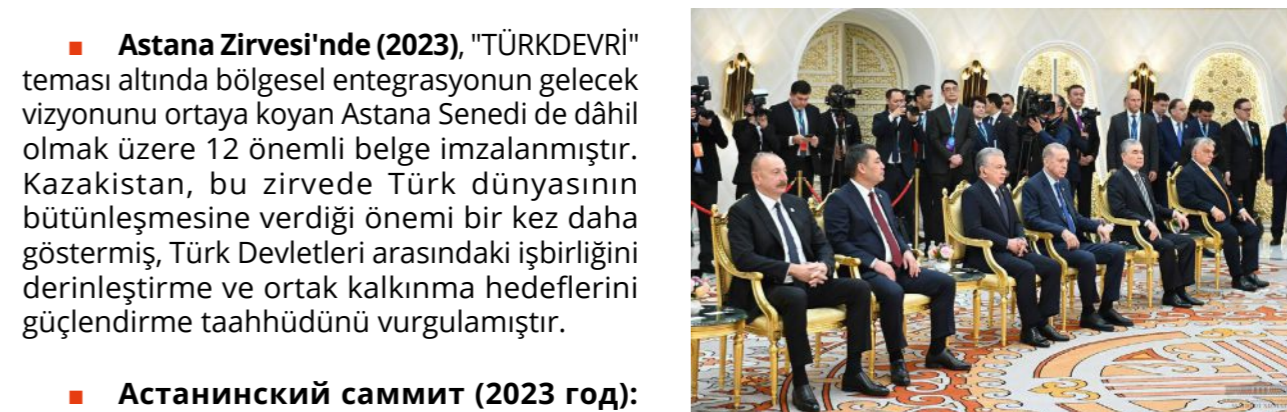 ▪ Astana Zirvesi'nde (2023), "TÜRKDEVRİ"
teması altında bölgesel entegrasyonun gelecek
vizyonunu ortaya koyan Astana Senedi de dâhil
olmak üzere 12 önemli belge imzalanmıştır.
Kazakistan, bu zirvede Türk dünyasının
bütünleşmesine verdiği önemi bir kez daha
göstermiş, Türk Devletleri arasındaki işbirliğini
derinleştirme ve ortak kalkınma hedeflerini
güçlendirme taahhüdünü vurgulamıştır.
▪ Астанинский саммит (2023 год):